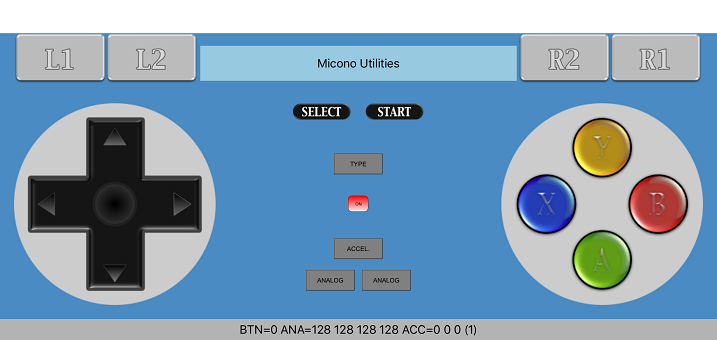 L1 L2 Micono Utilities R2 R1
SELECT START
TYPE
Y
ON
X B
ACCEL.
A
ANALOG ANALOG
BTN=0 ANA=128 128 128 128 ACC=0 0 0 (1)